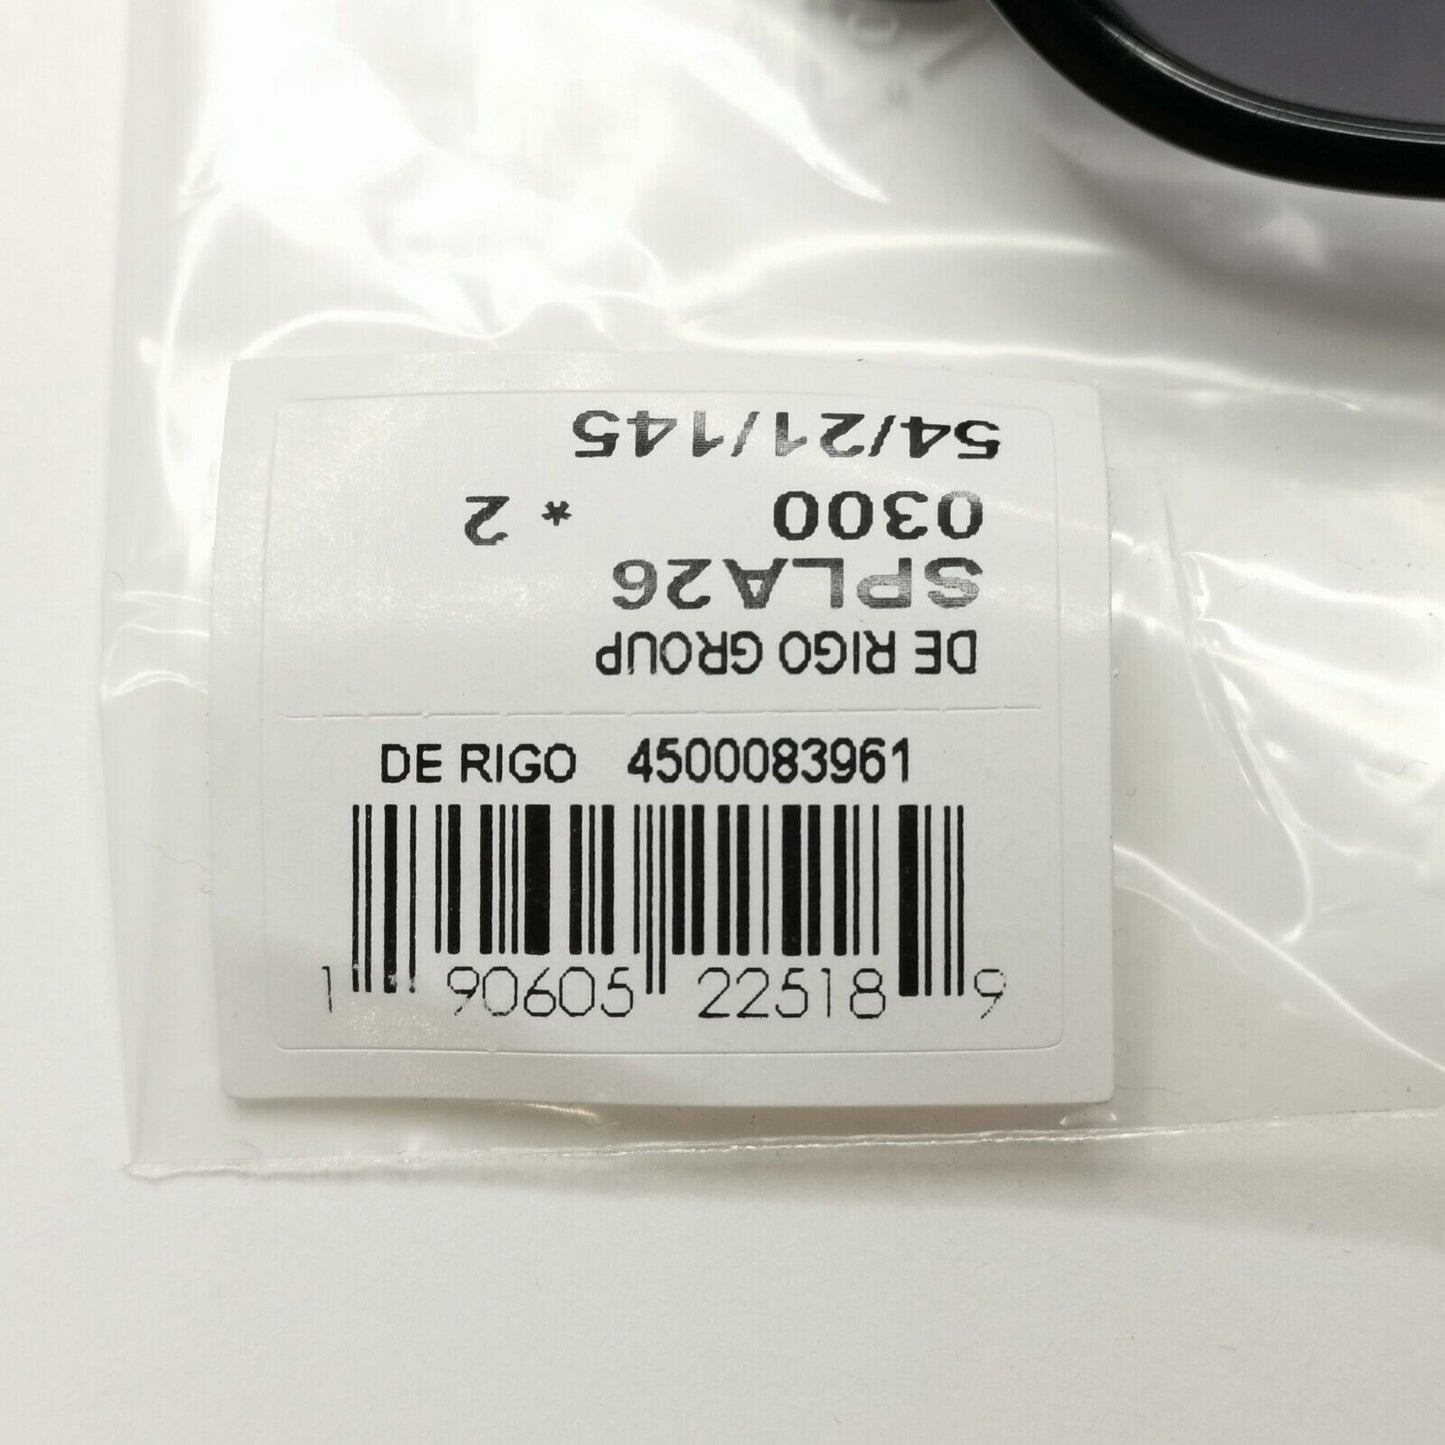 DE RIGO GROUP
SPLA26
0300 * 2
54/21/145
DE RIGO 4500083961
1 90605 22518 9